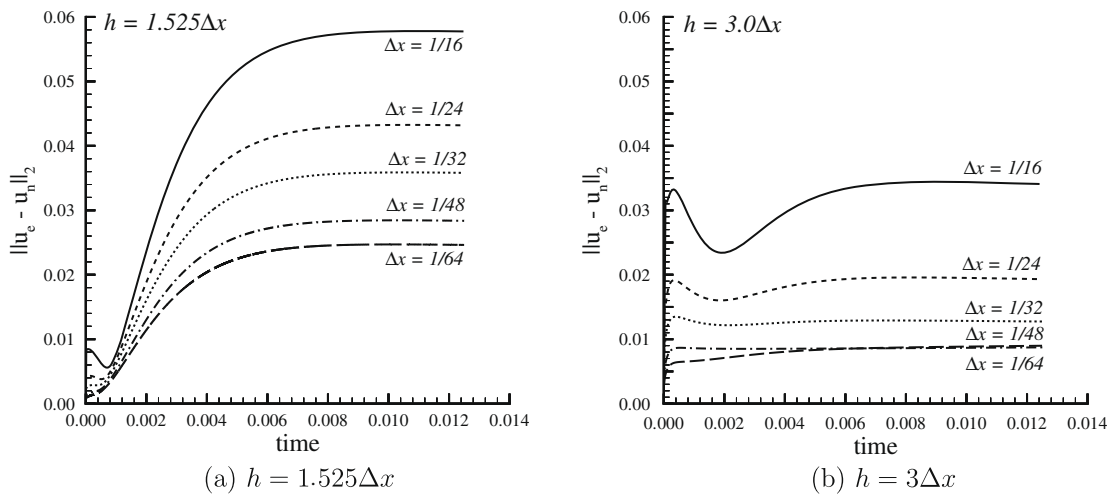 h = 1.525Δx
0.06
0.05
0.04
0.03
0.02
0.01
0.00
||u_e - u_n||_2
Δx = 1/16
Δx = 1/24
Δx = 1/32
Δx = 1/48
Δx = 1/64
0.000 0.002 0.004 0.006 0.008 0.010 0.012 0.014
time
(a) h = 1.525Δx
h = 3.0Δx
0.06
0.05
0.04
0.03
0.02
0.01
0.00
||u_e - u_n||_2
Δx = 1/16
Δx = 1/24
Δx = 1/32
Δx = 1/48
Δx = 1/64
0.000 0.002 0.004 0.006 0.008 0.010 0.012 0.014
time
(b) h = 3Δx